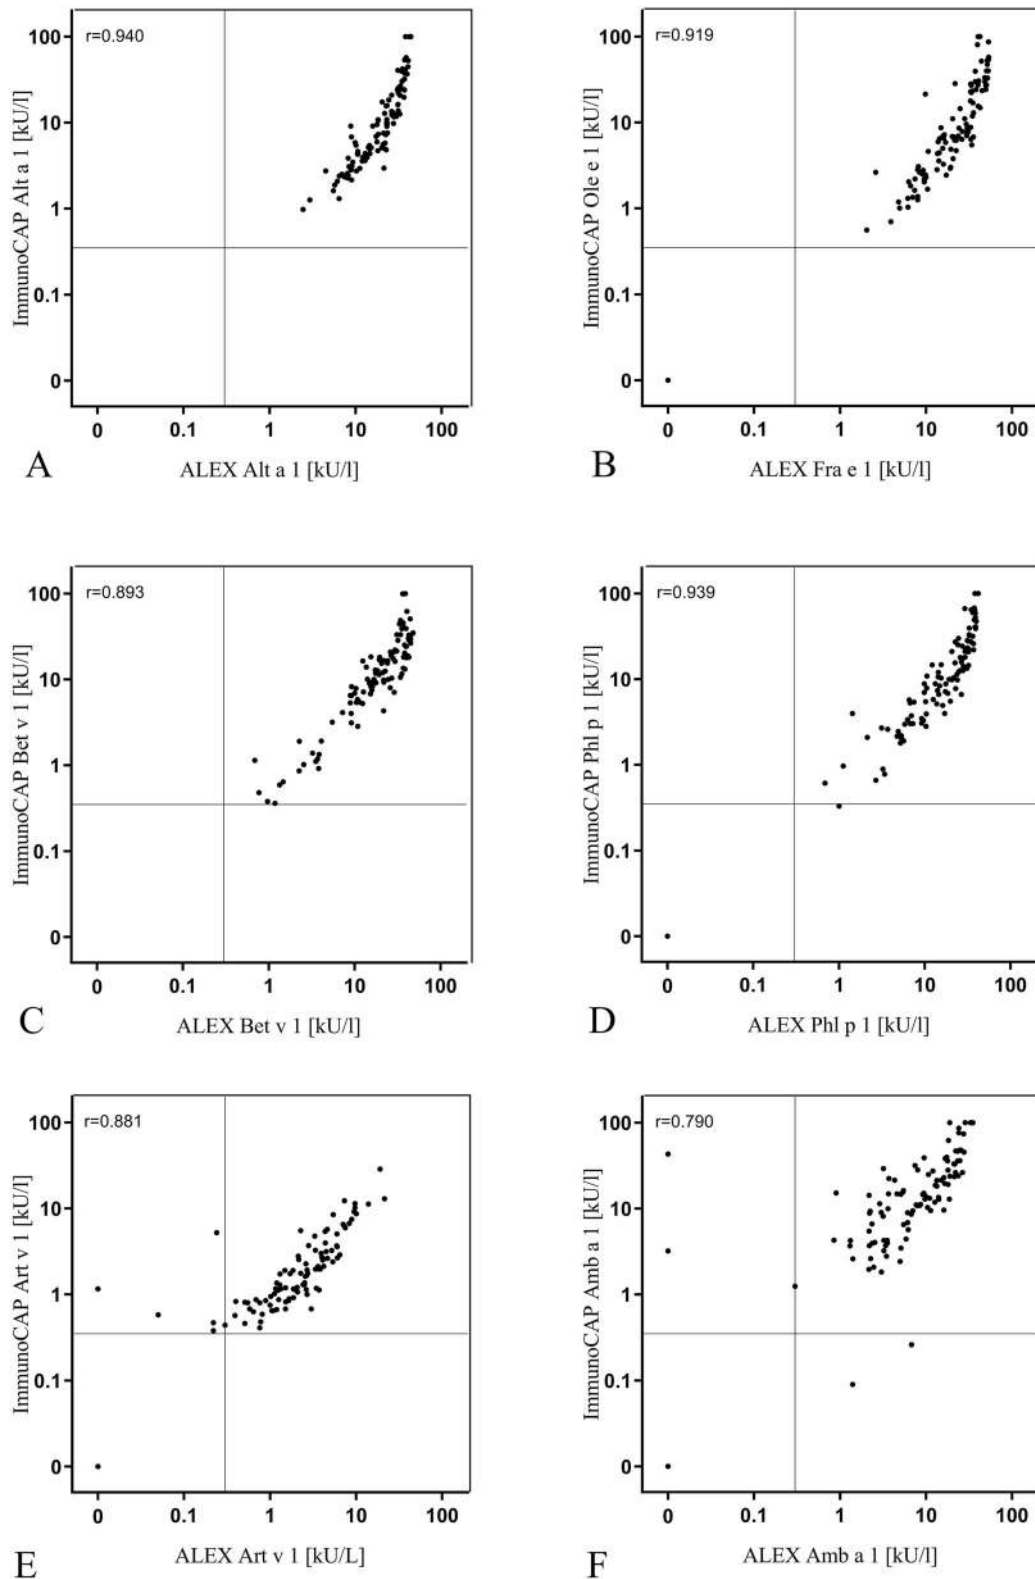 r=0.940
ImmunoCAP Alt a 1 [kU/l]
100
10
1
0.1
0
0 0.1 1 10 100
A
ALEX Alt a 1 [kU/l]
r=0.919
ImmunoCAP Ole e 1 [kU/l]
100
10
1
0.1
0
0 0.1 1 10 100
B
ALEX Fra e 1 [kU/l]
r=0.893
ImmunoCAP Bet v 1 [kU/l]
100
10
1
0.1
0
0 0.1 1 10 100
C
ALEX Bet v 1 [kU/l]
r=0.939
ImmunoCAP Phl p 1 [kU/l]
100
10
1
0.1
0
0 0.1 1 10 100
D
ALEX Phl p 1 [kU/l]
r=0.881
ImmunoCAP Art v 1 [kU/l]
100
10
1
0.1
0
0 0.1 1 10 100
E
ALEX Art v 1 [kU/L]
r=0.790
ImmunoCAP Amb a 1 [kU/l]
100
10
1
0.1
0
0 0.1 1 10 100
F
ALEX Amb a 1 [kU/l]